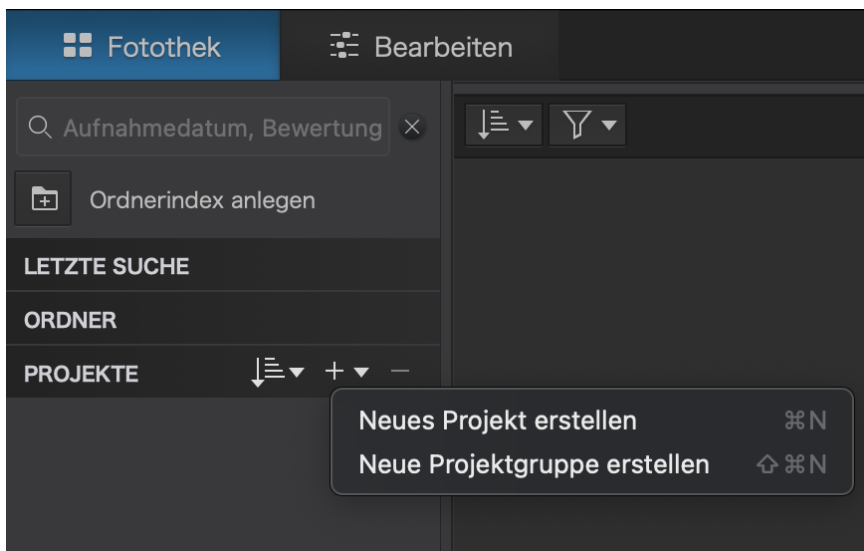 Fotothek
Bearbeiten
Aufnahmedatum, Bewertung
Ordnerindex anlegen
LETZTE SUCHE
ORDNER
PROJEKTE
Neues Projekt erstellen ⌘N
Neue Projektgruppe erstellen ⇧⌘N